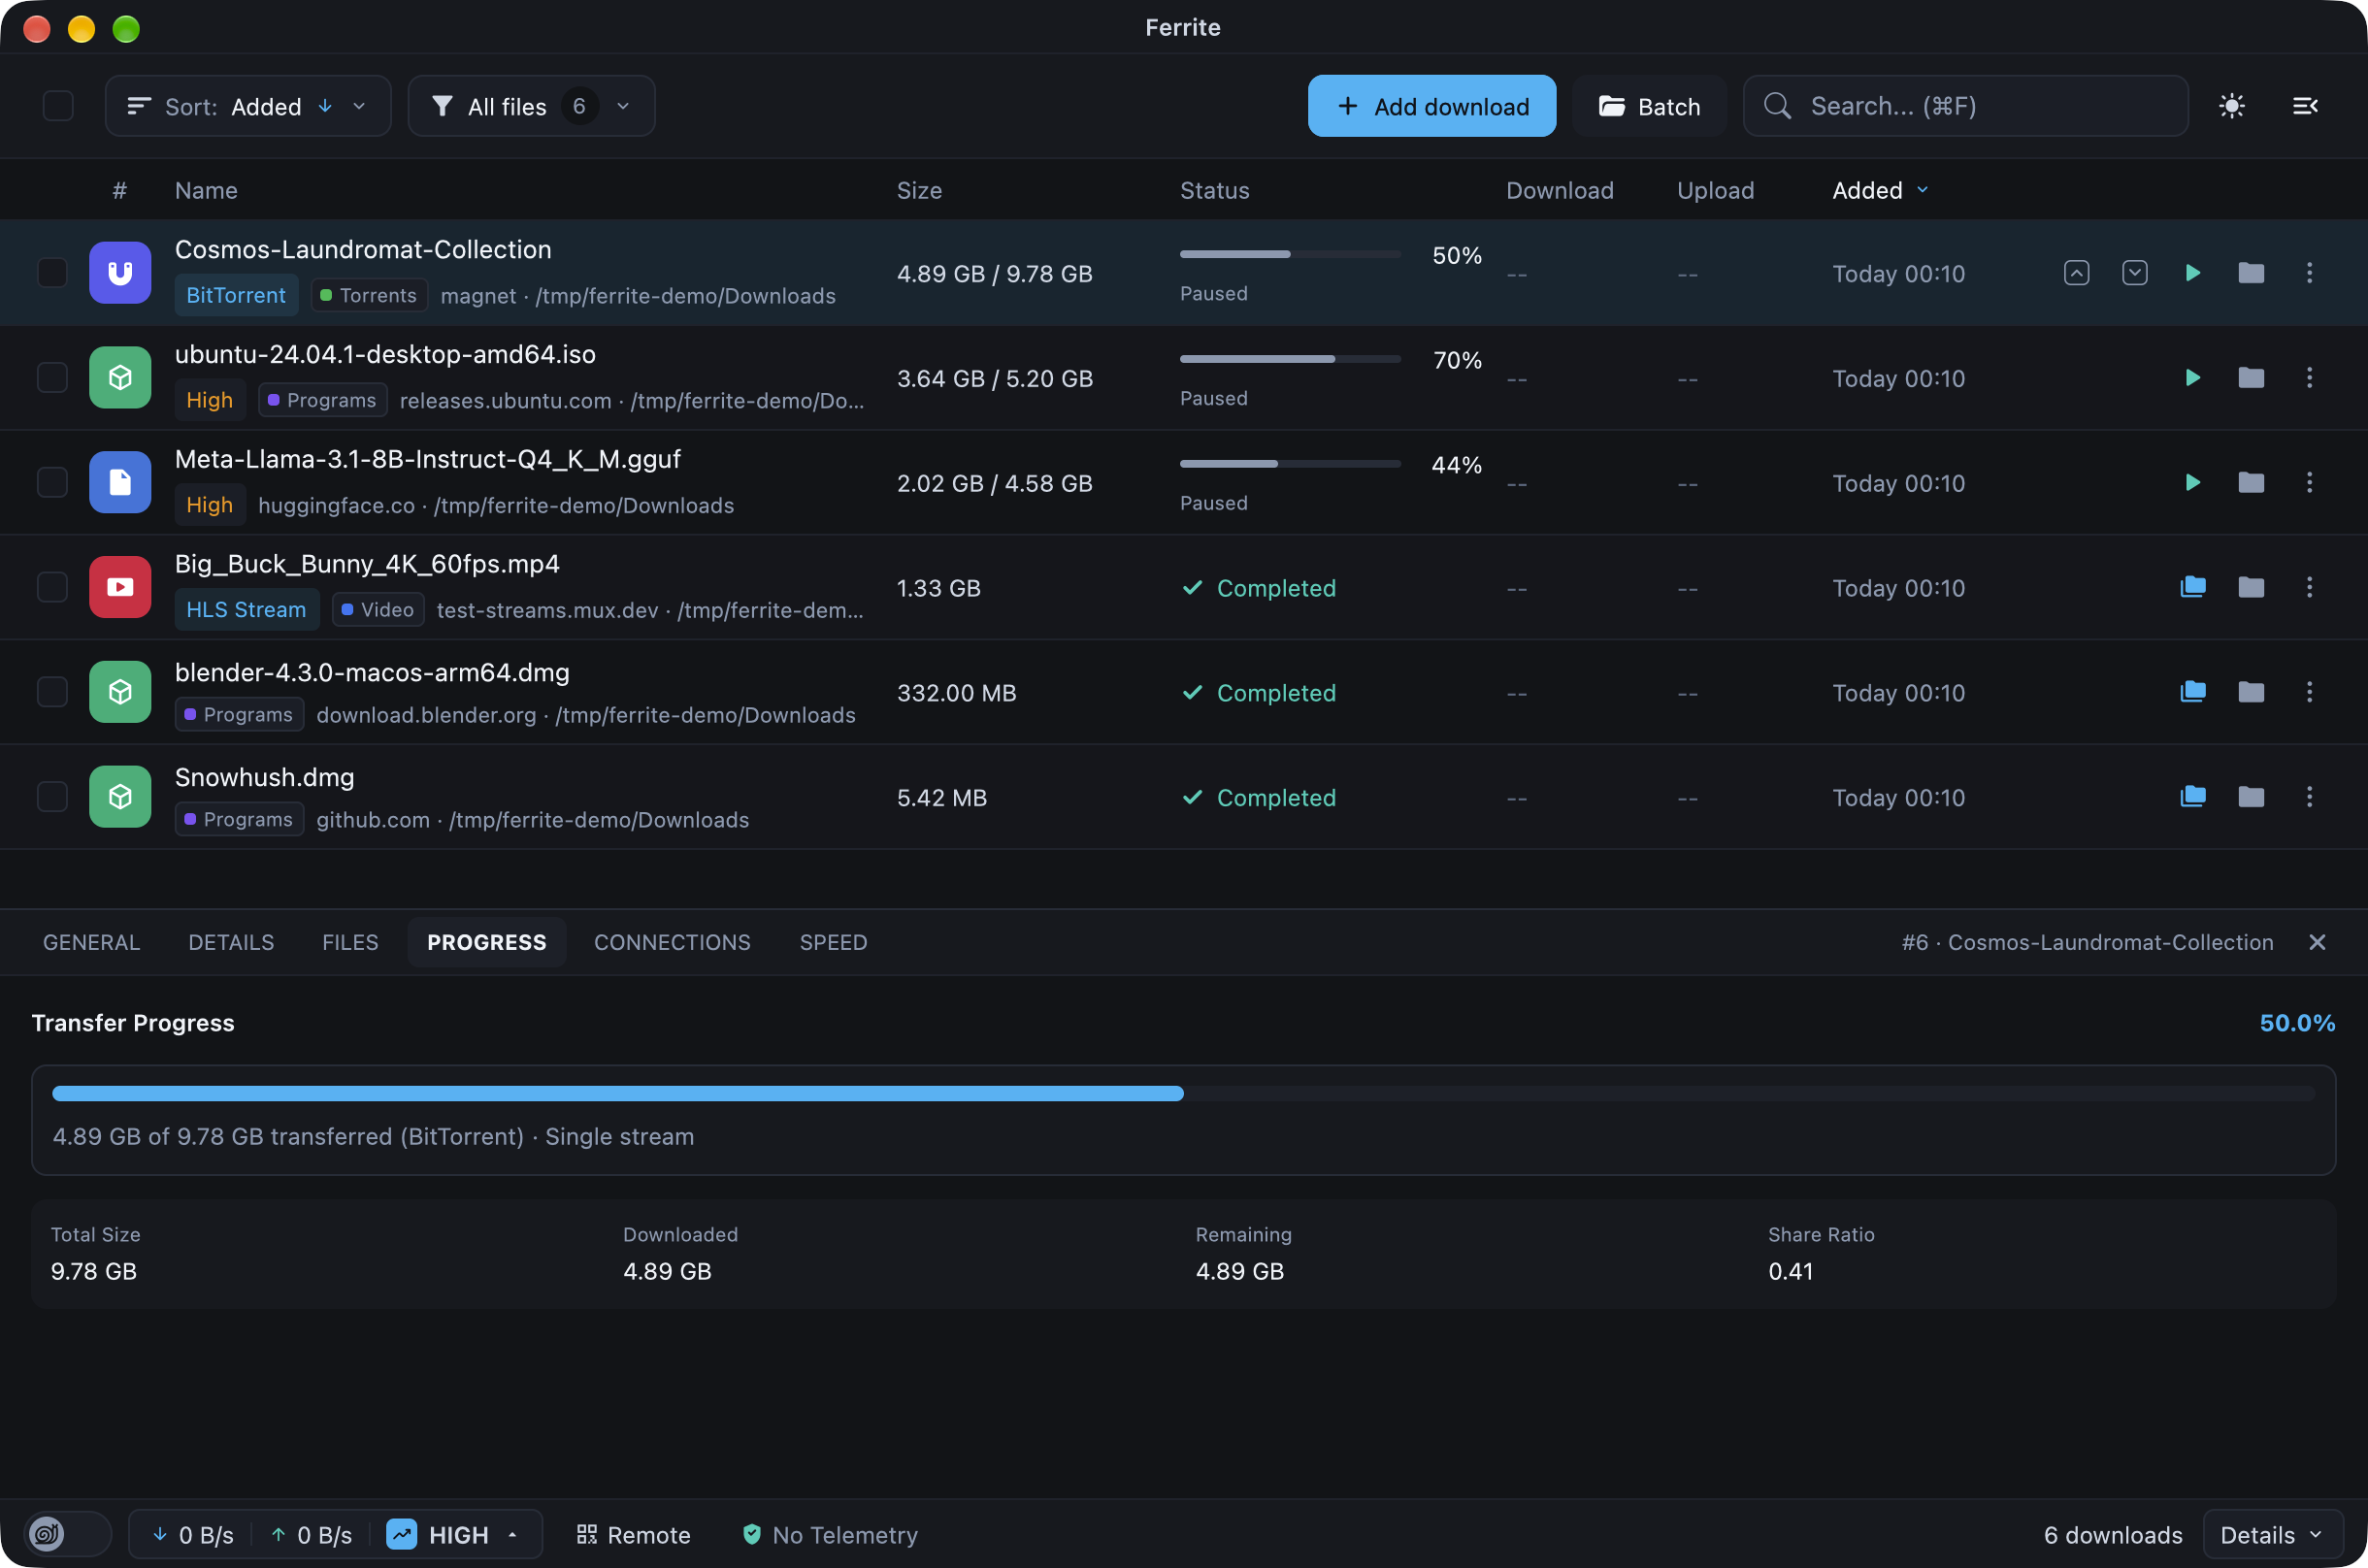 Ferrite
Sort: Added
All files 6
Add download
Batch
Search... (⌘F)
# Name Size Status Download Upload Added
Cosmos-Laundromat-Collection
BitTorrent Torrents magnet · /tmp/ferrite-demo/Downloads
4.89 GB / 9.78 GB
50%
Paused
-- -- Today 00:10
ubuntu-24.04.1-desktop-amd64.iso
High Programs releases.ubuntu.com · /tmp/ferrite-demo/Do...
3.64 GB / 5.20 GB
70%
Paused
-- -- Today 00:10
Meta-Llama-3.1-8B-Instruct-Q4_K_M.gguf
High huggingface.co · /tmp/ferrite-demo/Downloads
2.02 GB / 4.58 GB
44%
Paused
-- -- Today 00:10
Big_Buck_Bunny_4K_60fps.mp4
HLS Stream Video test-streams.mux.dev · /tmp/ferrite-dem...
1.33 GB
Completed
-- -- Today 00:10
blender-4.3.0-macos-arm64.dmg
Programs download.blender.org · /tmp/ferrite-demo/Downloads
332.00 MB
Completed
-- -- Today 00:10
Snowhush.dmg
Programs github.com · /tmp/ferrite-demo/Downloads
5.42 MB
Completed
-- -- Today 00:10
GENERAL DETAILS FILES PROGRESS CONNECTIONS SPEED
#6 · Cosmos-Laundromat-Collection
Transfer Progress 50.0%
4.89 GB of 9.78 GB transferred (BitTorrent) · Single stream
Total Size Downloaded Remaining Share Ratio
9.78 GB 4.89 GB 4.89 GB 0.41
0 B/s 0 B/s HIGH Remote No Telemetry 6 downloads Details